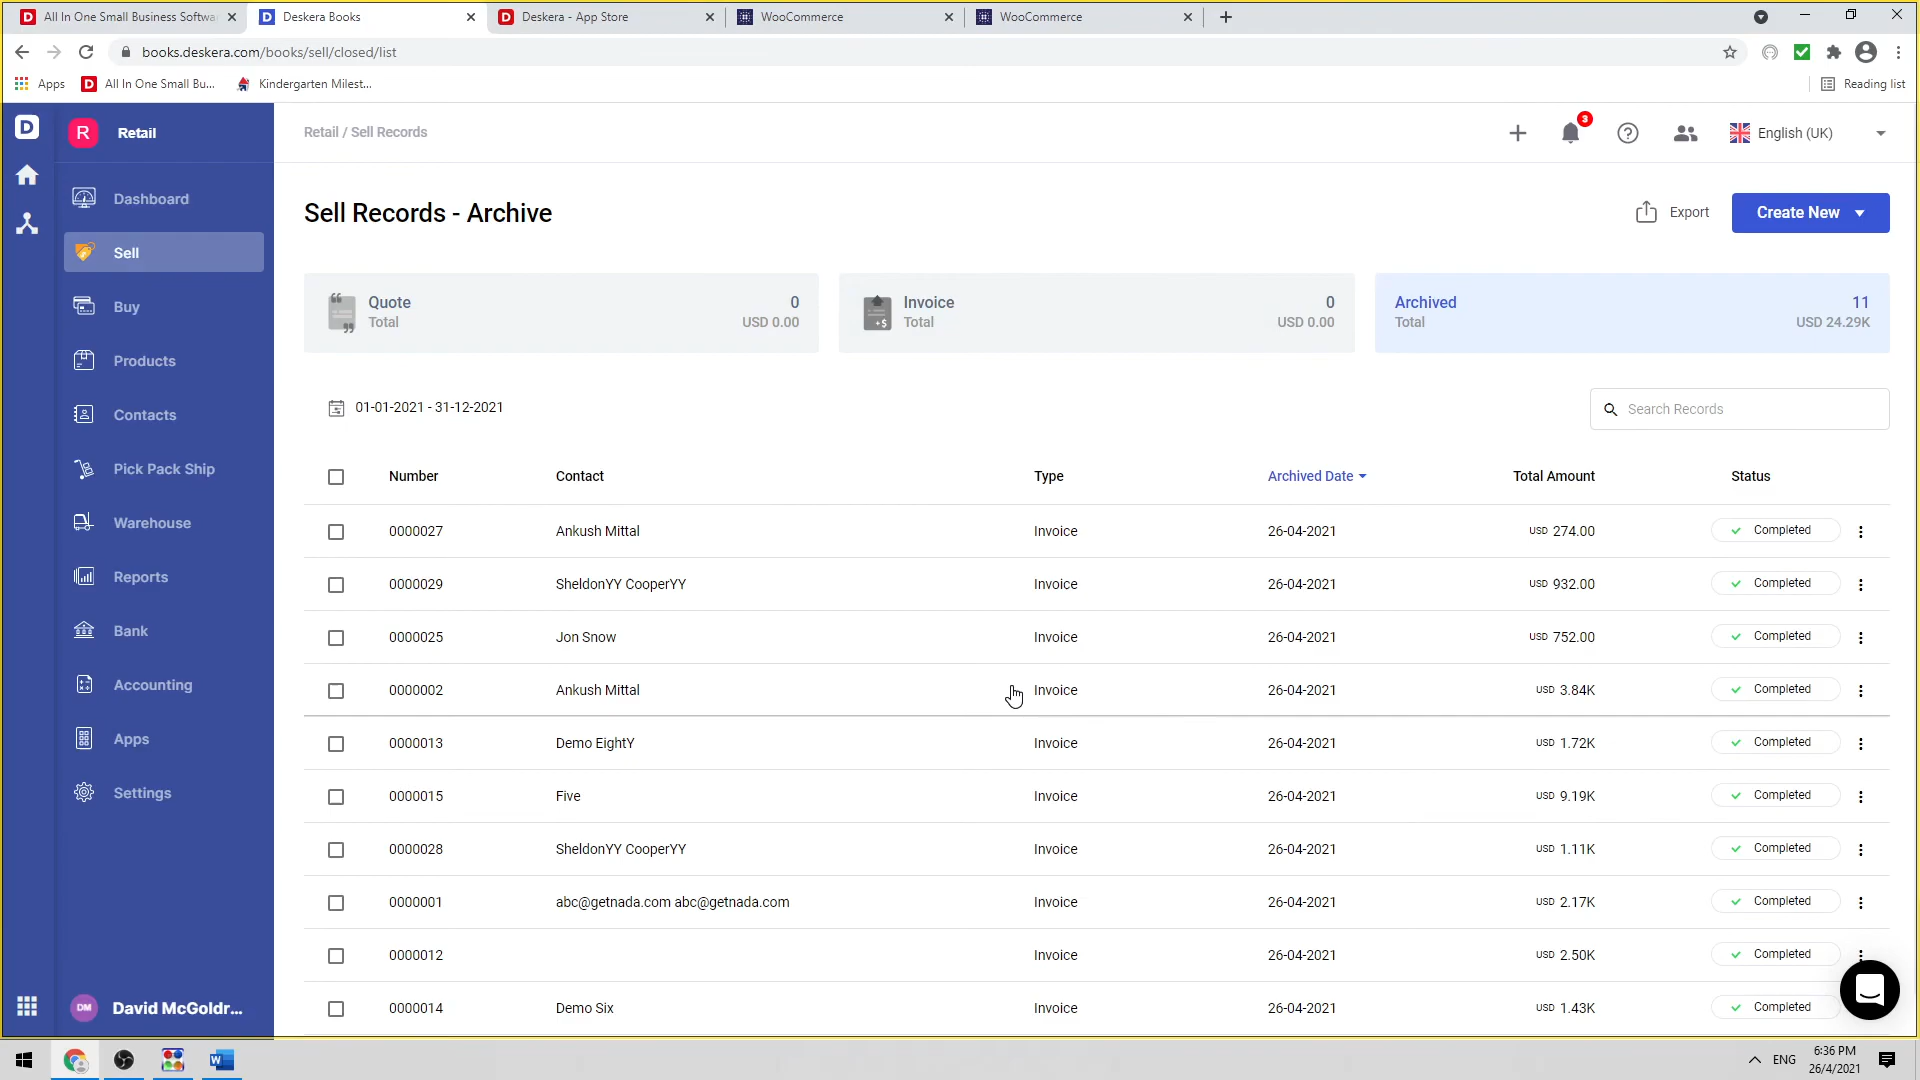 All In One Small Business Softwa
Deskera Books
Deskera - App Store
WooCommerce
WooCommerce
books.deskera.com/books/sell/closed/list
Apps
All In One Small Bu...
Kindergarten Milest...
Reading list
R
Retail
Retail / Sell Records
3
English (UK)
Dashboard
Sell
Buy
Products
Contacts
Pick Pack Ship
Warehouse
Reports
Bank
Accounting
Apps
Settings
DM
David McGoldr...
Sell Records - Archive
Export
Create New
Quote 0
Total USD 0.00
Invoice 0
Total USD 0.00
Archived 11
Total USD 24.29K
01-01-2021 - 31-12-2021
Search Records
Number Contact Type Archived Date Total Amount Status
0000027 Ankush Mittal Invoice 26-04-2021 USD 274.00 Completed
0000029 SheldonYY CooperYY Invoice 26-04-2021 USD 932.00 Completed
0000025 Jon Snow Invoice 26-04-2021 USD 752.00 Completed
0000002 Ankush Mittal Invoice 26-04-2021 USD 3.84K Completed
0000013 Demo EightY Invoice 26-04-2021 USD 1.72K Completed
0000015 Five Invoice 26-04-2021 USD 9.19K Completed
0000028 SheldonYY CooperYY Invoice 26-04-2021 USD 1.11K Completed
0000001 abc@getnada.com abc@getnada.com Invoice 26-04-2021 USD 2.17K Completed
0000012 Invoice 26-04-2021 USD 2.50K Completed
0000014 Demo Six Invoice 26-04-2021 USD 1.43K Completed
ENG
6:36 PM
26/4/2021